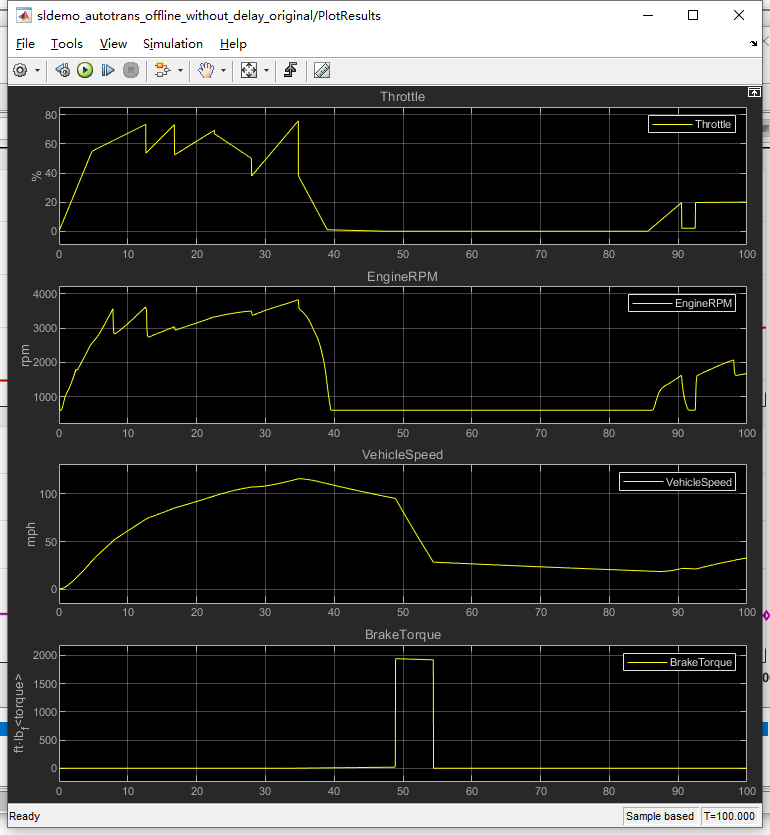 sldemo_autotrans_offline_without_delay_original/PlotResults
File Tools View Simulation Help
Throttle
Throttle
%
80
60
40
20
0
0 10 20 30 40 50 60 70 80 90 100
EngineRPM
EngineRPM
rpm
4000
3000
2000
1000
0 10 20 30 40 50 60 70 80 90 100
VehicleSpeed
VehicleSpeed
mph
100
50
0
0 10 20 30 40 50 60 70 80 90 100
BrakeTorque
BrakeTorque
ft·lb_f<torque>
2000
1500
1000
500
0
0 10 20 30 40 50 60 70 80 90 100
Ready
Sample based T=100.000